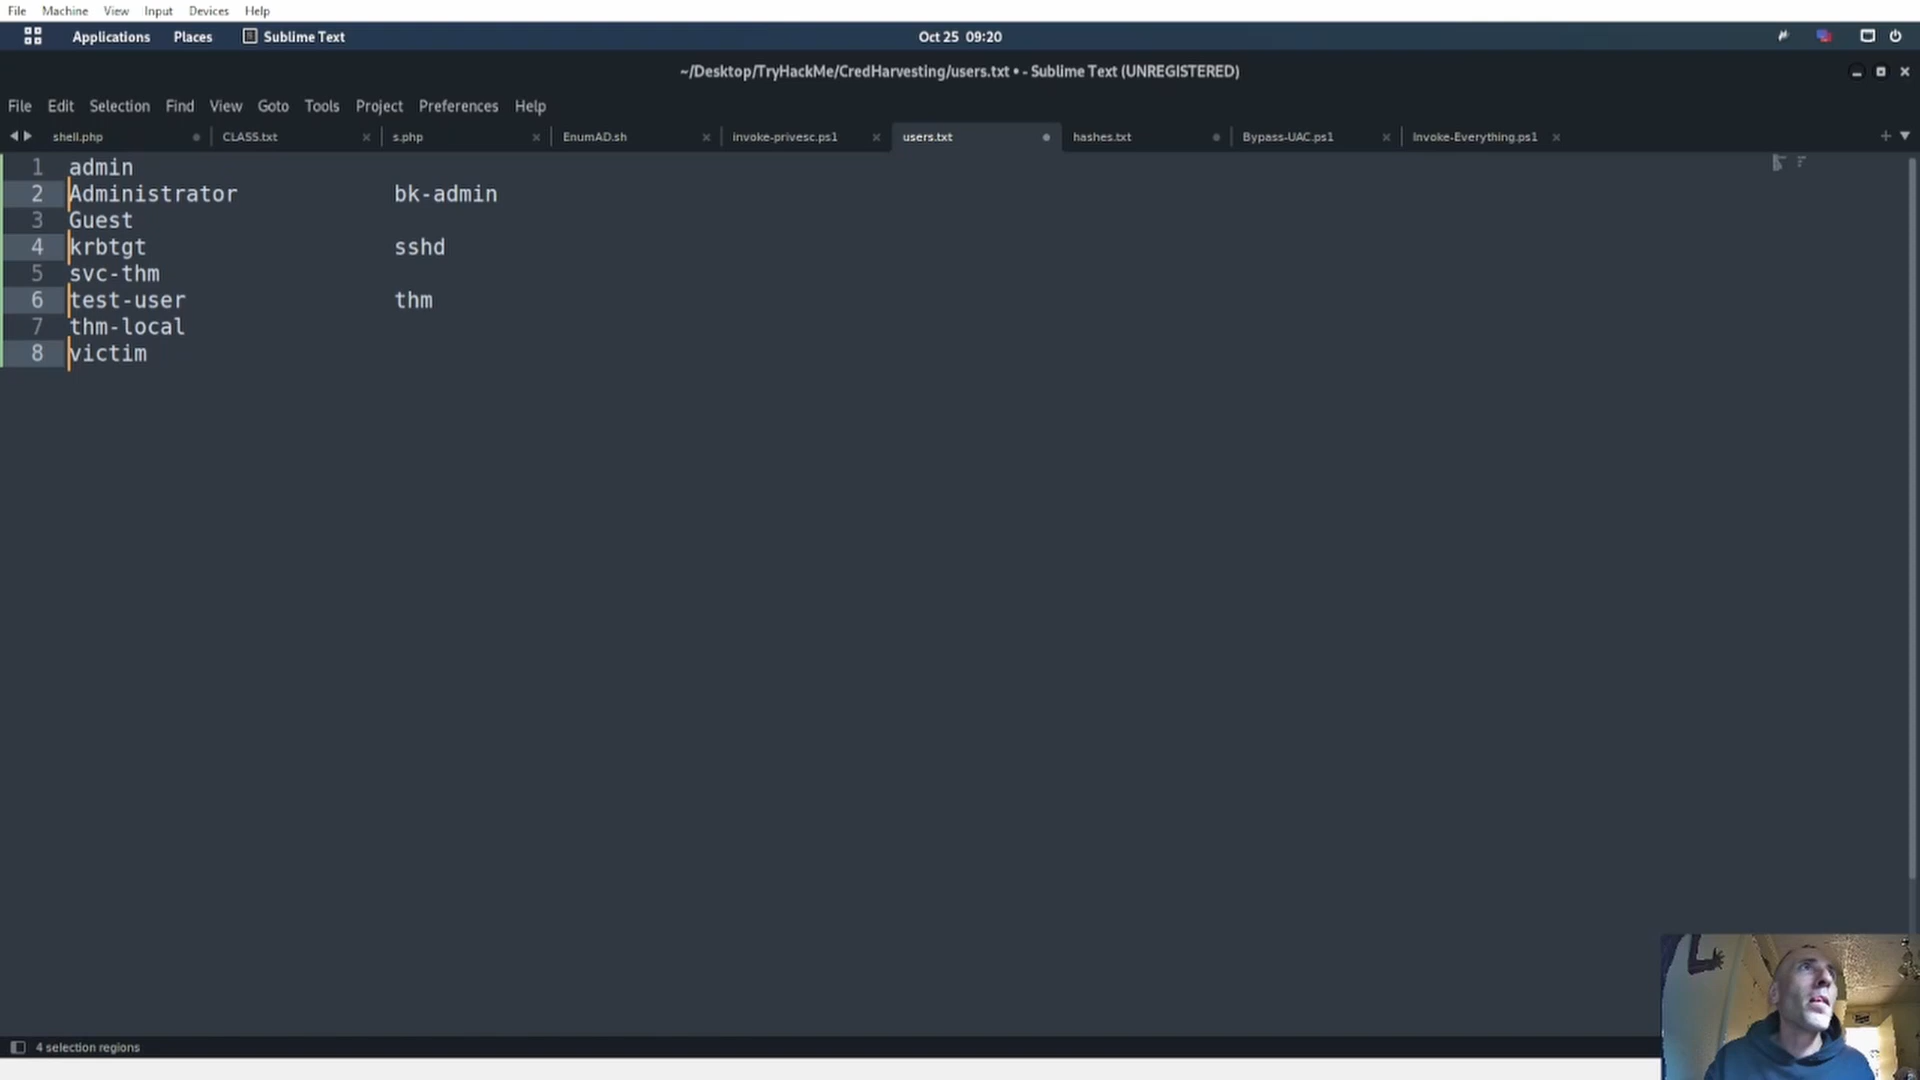 File Machine View Input Devices Help
Applications Places Sublime Text Oct 25 09:20
~/Desktop/TryHackMe/CredHarvesting/users.txt • - Sublime Text (UNREGISTERED)
File Edit Selection Find View Goto Tools Project Preferences Help
shell.php CLASS.txt s.php EnumAD.sh invoke-privesc.ps1 users.txt hashes.txt Bypass-UAC.ps1 Invoke-Everything.ps1
1 admin
2 Administrator bk-admin
3 Guest
4 krbtgt sshd
5 svc-thm
6 test-user thm
7 thm-local
8 victim
4 selection regions